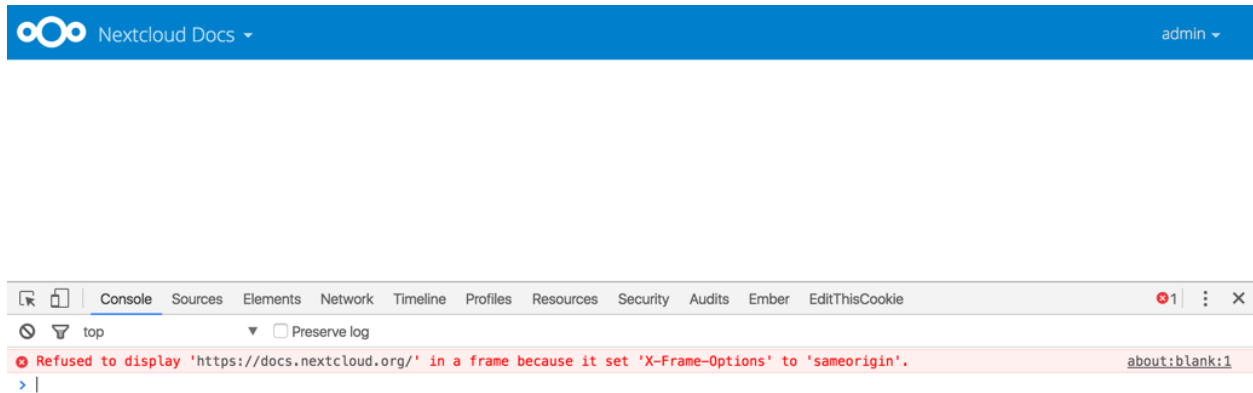 Nextcloud Docs admin
Console Sources Elements Network Timeline Profiles Resources Security Audits Ember EditThisCookie 1
top Preserve log
Refused to display 'https://docs.nextcloud.org/' in a frame because it set 'X-Frame-Options' to 'sameorigin'. about:blank:1
>